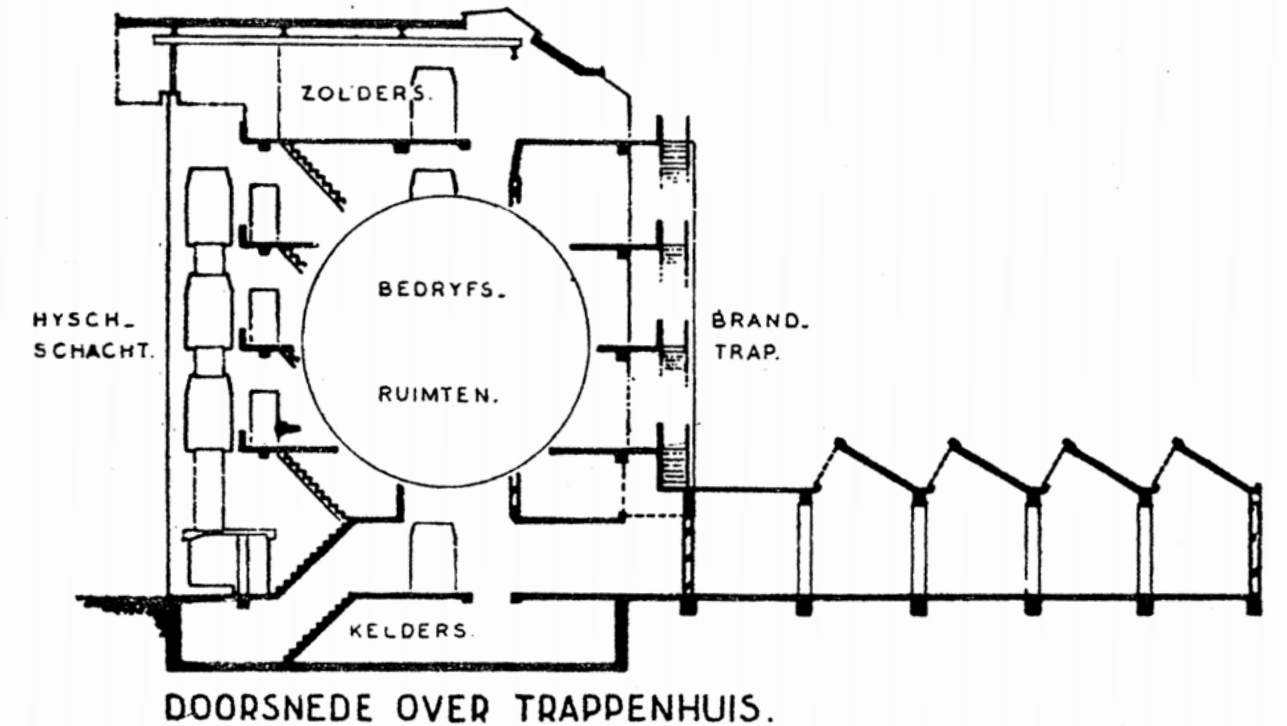 ZOLDERS.
BEDRYFS_
RUIMTEN.
HYSCH_
SCHACHT.
BRAND_
TRAP.
KELDERS.
DOORSNEDE OVER TRAPPENHUIS.